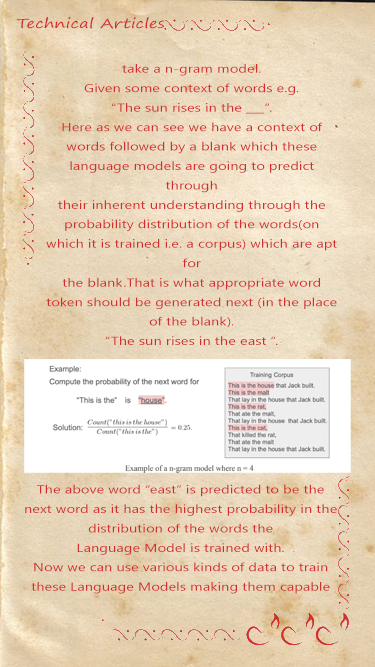 Technical Articles
take a n-gram model.
Given some context of words e.g.
“The sun rises in the ___”.
Here as we can see we have a context of
words followed by a blank which these
language models are going to predict
through
their inherent understanding through the
probability distribution of the words(on
which it is trained i.e. a corpus) which are apt
for
the blank.That is what appropriate word
token should be generated next (in the place
of the blank).
“The sun rises in the east ”.
Example:
Compute the probability of the next word for
"This is the" is "house".
Solution: Count("this is the house") / Count("this is the") = 0.25.
Training Corpus
This is the house that Jack built.
This is the malt
That lay in the house that Jack built.
This is the rat,
That ate the malt,
That lay in the house that Jack built.
This is the cat,
That killed the rat,
That ate the malt
That lay in the house that Jack built.
Example of a n-gram model where n = 4
The above word “east” is predicted to be the
next word as it has the highest probability in the
distribution of the words the
Language Model is trained with.
Now we can use various kinds of data to train
these Language Models making them capable